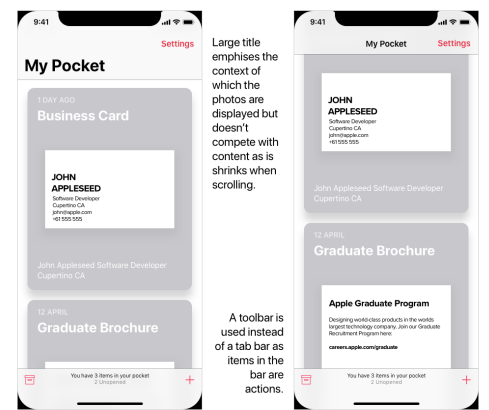 9:41
Settings
My Pocket
1 DAY AGO
Business Card
JOHN
APPLESEED
Software Developer
Cupertino CA
john@apple.com
+61 555 555
John Appleseed Software Developer
Cupertino CA
12 APRIL
Graduate Brochure
You have 3 items in your pocket
2 Unopened
Large title
emphises the
context of
which the
photos are
displayed but
doesn't
compete with
content as is
shrinks when
scrolling.
A toolbar is
used instead
of a tab bar as
items in the
bar are
actions.
9:41
My Pocket
Settings
JOHN
APPLESEED
Software Developer
Cupertino CA
john@apple.com
+61 555 555
John Appleseed Software Developer
Cupertino CA
12 APRIL
Graduate Brochure
Apple Graduate Program
Designing world-class products in the worlds
largest technology company. Join our Graduate
Recruitment Program here:
careers.apple.com/graduate
You have 3 items in your pocket
2 Unopened